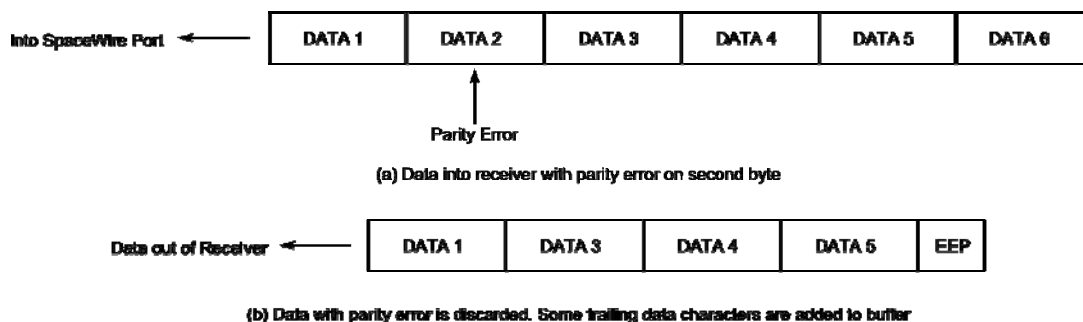 Into SpaceWire Port
DATA 1 DATA 2 DATA 3 DATA 4 DATA 5 DATA 6
Parity Error
(a) Data into receiver with parity error on second byte
Data out of Receiver
DATA 1 DATA 3 DATA 4 DATA 5 EEP
(b) Data with parity error is discarded. Some trailing data characters are added to buffer